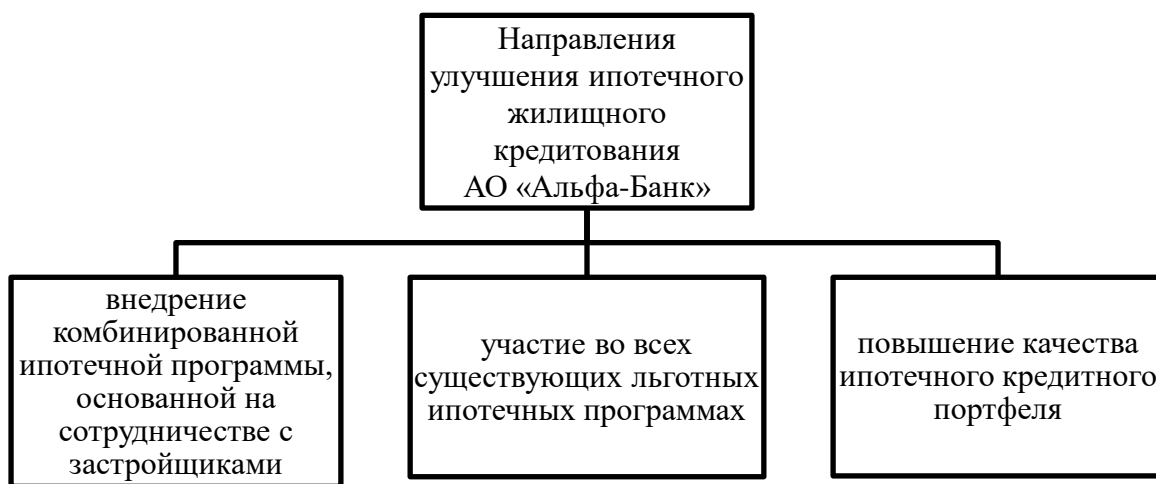 Направления
улучшения ипотечного
жилищного
кредитования
АО «Альфа-Банк»
внедрение
комбинированной
ипотечной программы,
основанной на
сотрудничестве с
застройщиками
участие во всех
существующих льготных
ипотечных программах
повышение качества
ипотечного кредитного
портфеля